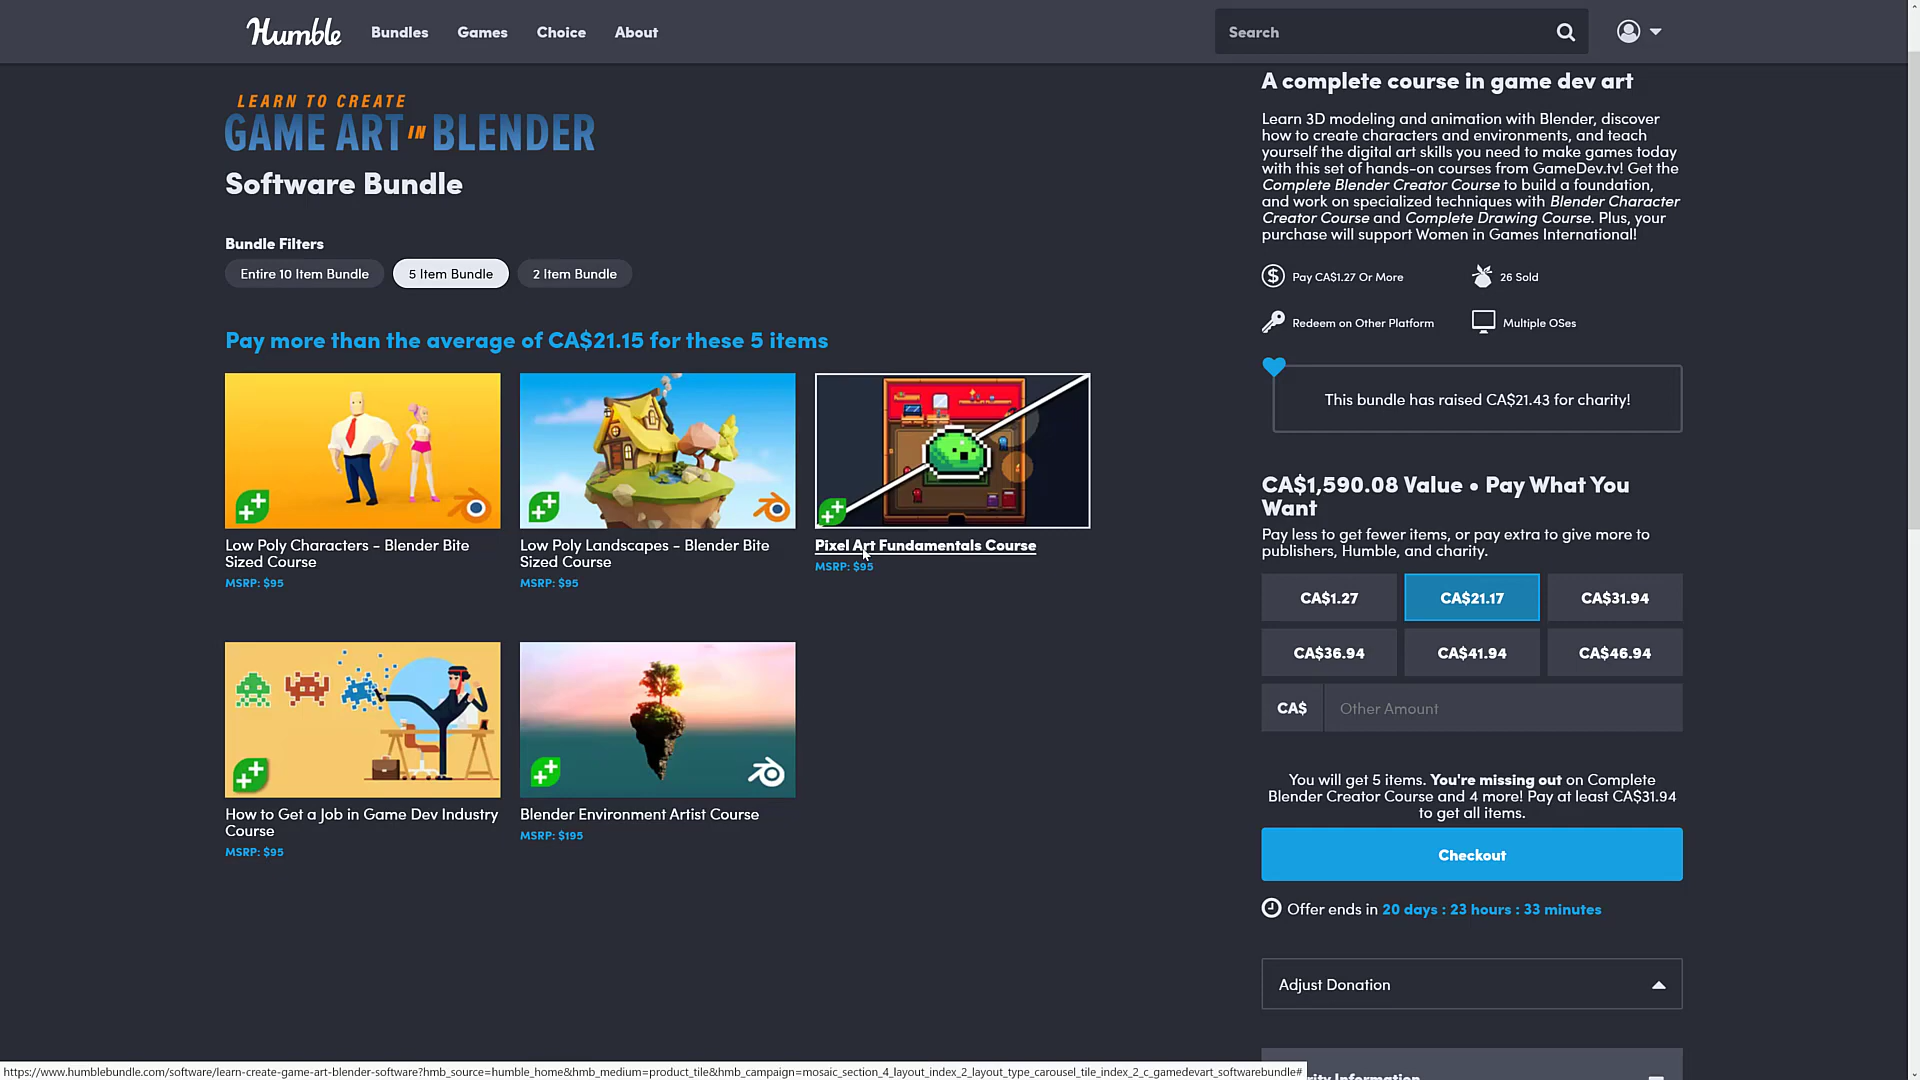 Humble
Bundles
Games
Choice
About
Search
LEARN TO CREATE
GAME ART IN BLENDER
Software Bundle
Bundle Filters
Entire 10 Item Bundle
5 Item Bundle
2 Item Bundle
Pay more than the average of CA$21.15 for these 5 items
Low Poly Characters - Blender Bite
Sized Course
MSRP: $95
Low Poly Landscapes - Blender Bite
Sized Course
MSRP: $95
Pixel Art Fundamentals Course
MSRP: $95
How to Get a Job in Game Dev Industry
Course
MSRP: $95
Blender Environment Artist Course
MSRP: $195
A complete course in game dev art
Learn 3D modeling and animation with Blender, discover
how to create characters and environments, and teach
yourself the digital art skills you need to make games today
with this set of hands-on courses from GameDev.tv! Get the
Complete Blender Creator Course to build a foundation,
and work on specialized techniques with Blender Character
Creator Course and Complete Drawing Course. Plus, your
purchase will support Women in Games International!
Pay CA$1.27 Or More
26 Sold
Redeem on Other Platform
Multiple OSes
This bundle has raised CA$21.43 for charity!
CA$1,590.08 Value • Pay What You
Want
Pay less to get fewer items, or pay extra to give more to
publishers, Humble, and charity.
CA$1.27
CA$21.17
CA$31.94
CA$36.94
CA$41.94
CA$46.94
CA$
Other Amount
You will get 5 items. You're missing out on Complete
Blender Creator Course and 4 more! Pay at least CA$31.94
to get all items.
Checkout
Offer ends in 20 days : 23 hours : 33 minutes
Adjust Donation
https://www.humblebundle.com/software/learn-create-game-art-blender-software?hmb_source=humble_home&hmb_medium=product_tile&hmb_campaign=mosaic_section_4_layout_index_2_layout_type_carousel_tile_index_2_c_gamedevart_softwarebundle#